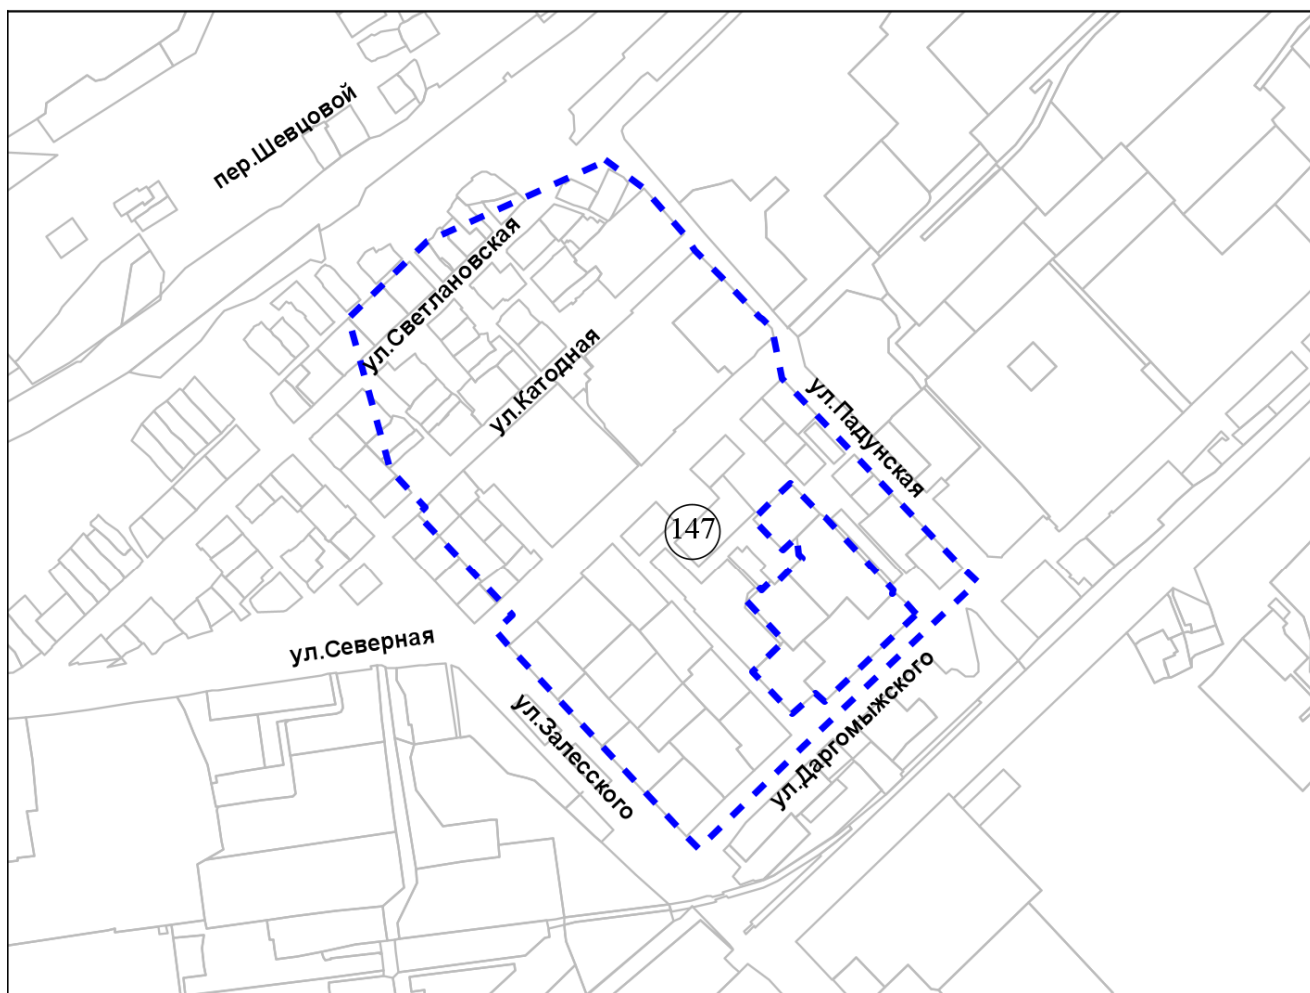 пер.Шевцовой
ул.Светлановская
ул.Катодная
ул.Падунская
147
ул.Северная
ул.Залесского
ул.Даргомыжского